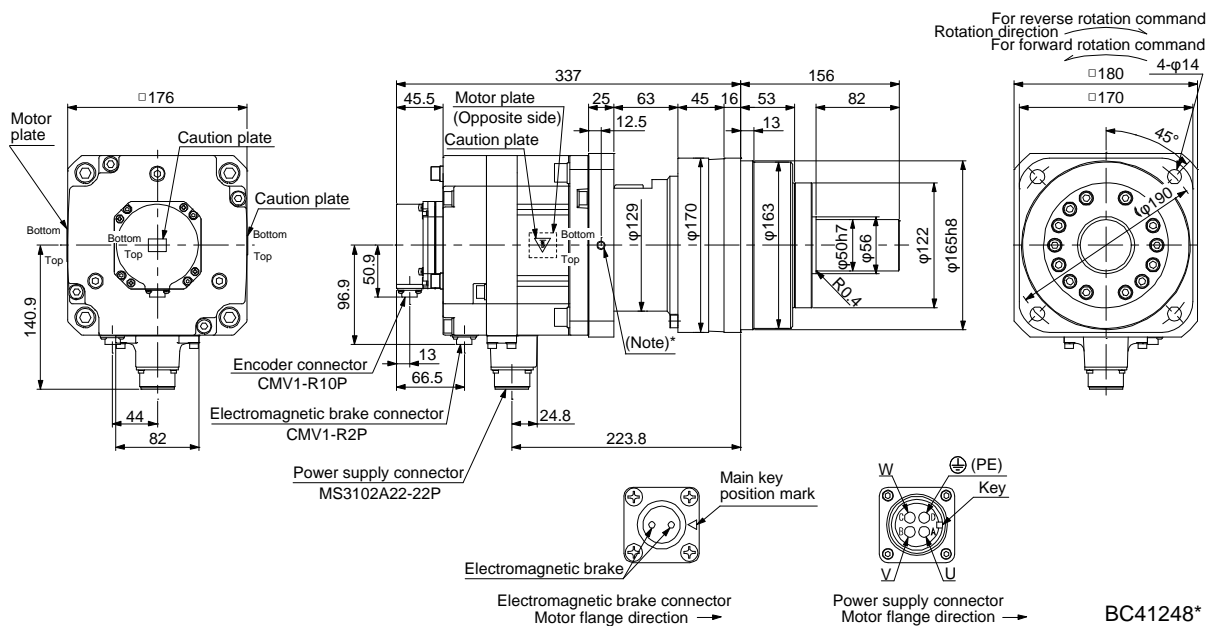 For reverse rotation command
Rotation direction
For forward rotation command
4-φ14
□176
Motor
plate
Caution plate
Caution plate
Bottom
Top
Bottom
Top
Bottom
Top
140.9
44
82
337
156
45.5
Motor plate
(Opposite side)
Caution plate
25
63
45
16
53
82
12.5
13
Bottom
Top
φ129
φ170
φ163
φ50h7
φ56
φ122
φ165h8
R0.4
50.9
96.9
(Note)*
13
66.5
Encoder connector
CMV1-R10P
Electromagnetic brake connector
CMV1-R2P
24.8
223.8
Power supply connector
MS3102A22-22P
□180
□170
45°
φ190
Main key
position mark
Electromagnetic brake
Electromagnetic brake connector
Motor flange direction
W
(PE)
Key
C
D
B
A
V
U
Power supply connector
Motor flange direction
BC41248*